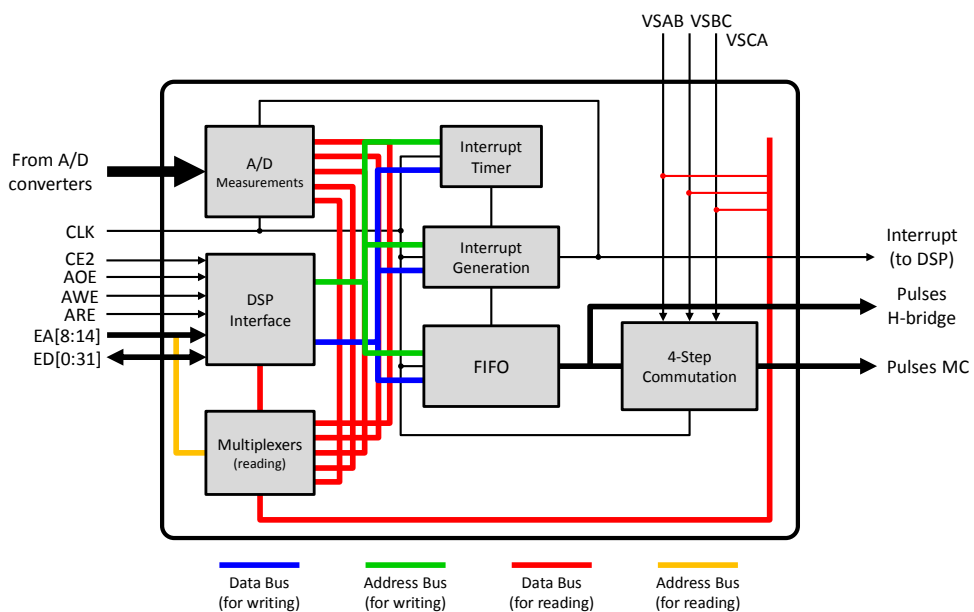 VSAB VSBC
VSCA
From A/D
converters
A/D
Measurements
Interrupt
Timer
CLK
CE2
AOE
AWE
ARE
EA[8:14]
ED[0:31]
DSP
Interface
Interrupt
Generation
Interrupt
(to DSP)
Pulses
H-bridge
FIFO
4-Step
Commutation
Pulses MC
Multiplexers
(reading)
Data Bus
(for writing)
Address Bus
(for writing)
Data Bus
(for reading)
Address Bus
(for reading)